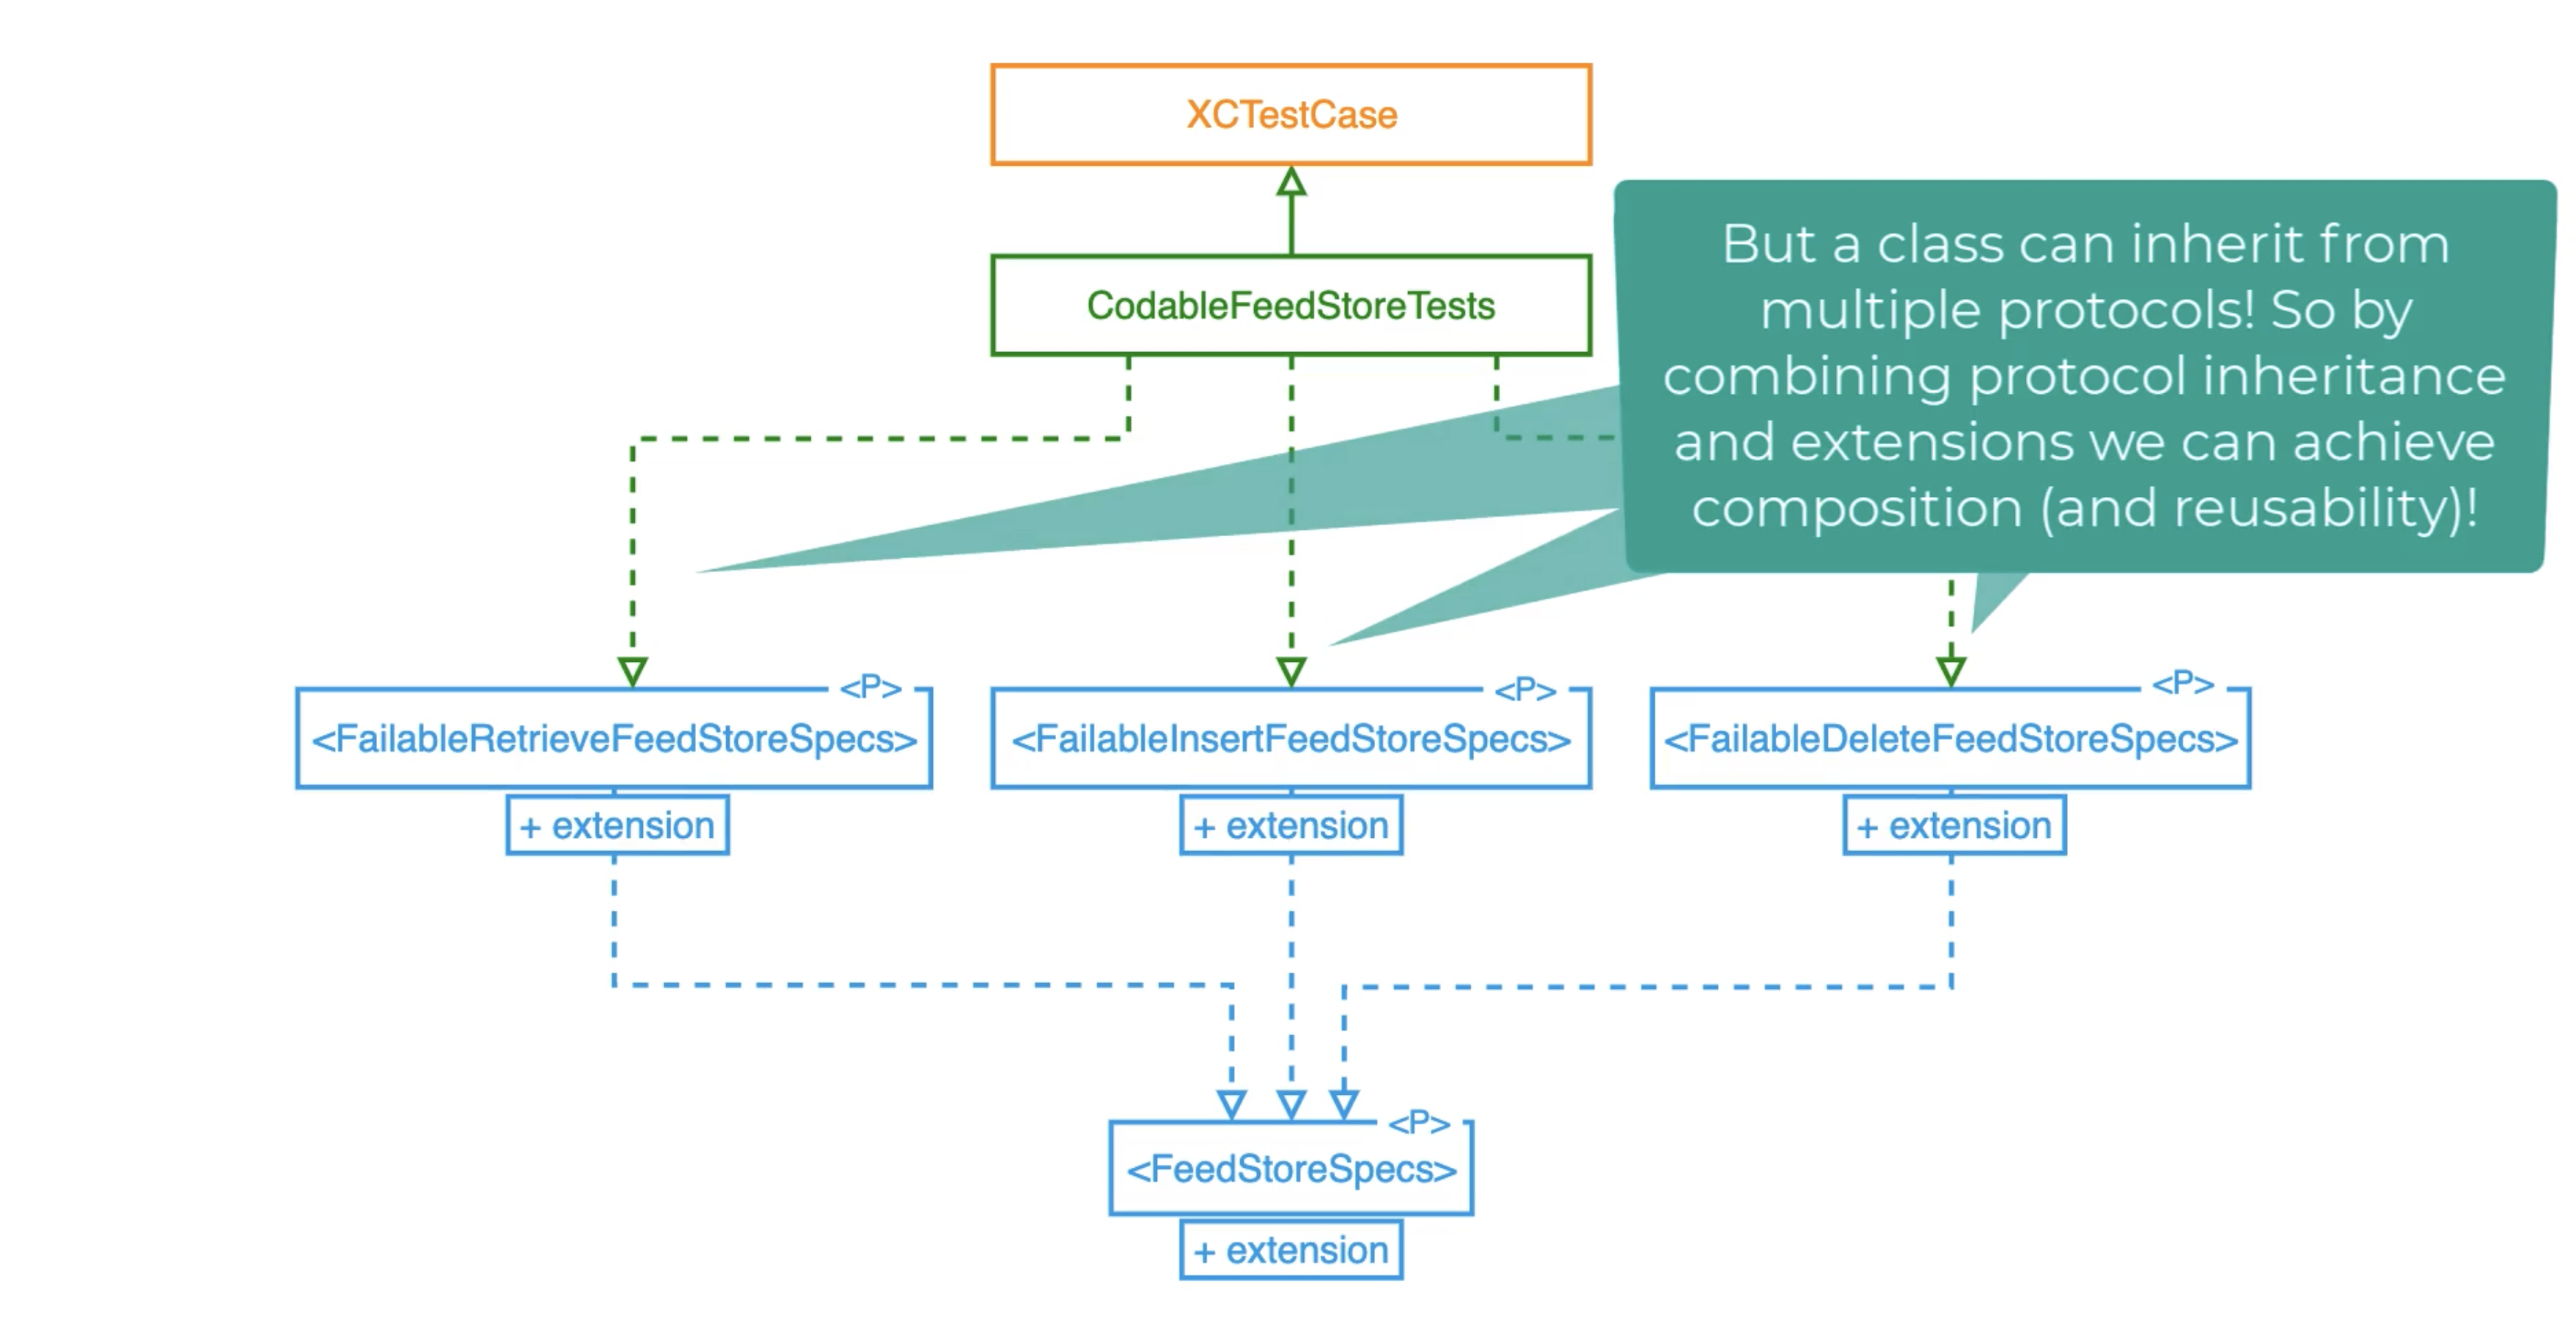 XCTestCase
CodableFeedStoreTests
But a class can inherit from
multiple protocols! So by
combining protocol inheritance
and extensions we can achieve
composition (and reusability)!
<P>
<FailableRetrieveFeedStoreSpecs>
+ extension
<P>
<FailableInsertFeedStoreSpecs>
+ extension
<P>
<FailableDeleteFeedStoreSpecs>
+ extension
<P>
<FeedStoreSpecs>
+ extension